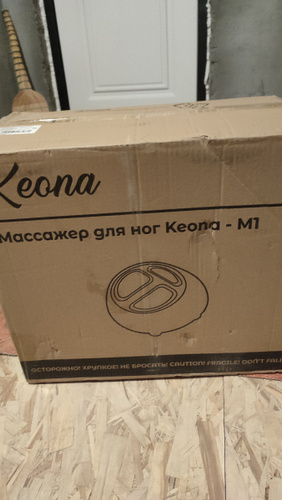 Keona
Массажер для ног Keona - M1
ОСТОРОЖНО! ХРУПКОЕ! НЕ БРОСАТЬ! CAUTION! FRAGILE! DON'T FALL